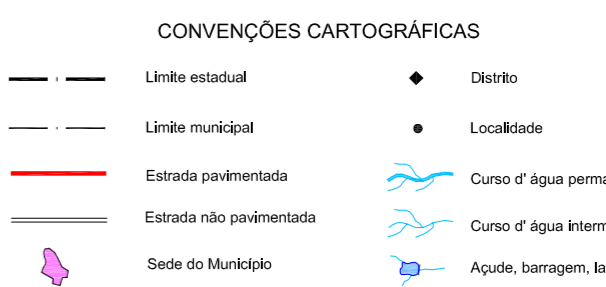 CONVENÇÕES CARTOGRÁFICAS
Limite estadual
Limite municipal
Estrada pavimentada
Estrada não pavimentada
Sede do Município
Distrito
Localidade
Curso d' água
Curso d' água
Açude, barragem,